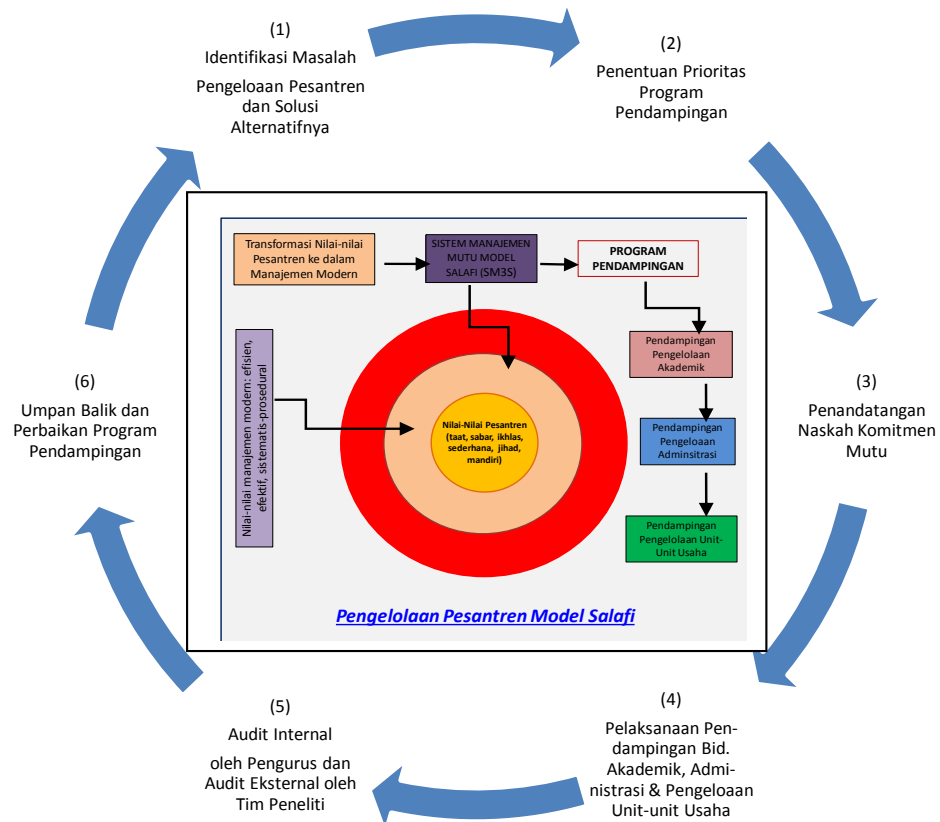 (1)
Identifikasi Masalah
Pengeloaan Pesantren
dan Solusi
Alternatifnya
(2)
Penentuan Prioritas
Program
Pendampingan
(3)
Penandatangan
Naskah Komitmen
Mutu
(4)
Pelaksanaan Pen-
dampingan Bid.
Akademik, Admi-
nistrasi & Pengeloaan
Unit-unit Usaha
(5)
Audit Internal
oleh Pengurus dan
Audit Eksternal oleh
Tim Peneliti
(6)
Umpan Balik dan
Perbaikan Program
Pendampingan
Transformasi Nilai-nilai
Pesantren ke dalam
Manajemen Modern
SISTEM MANAJEMEN
MUTU MODEL
SALAFI (SM3S)
PROGRAM
PENDAMPINGAN
Pendampingan
Pengelolaan
Akademik
Pendampingan
Pengeloaan
Adminsitrasi
Pendampingan
Pengelolaan Unit-
Unit Usaha
Nilai-nilai manajemen modern: efisien,
efektif, sistematis-prosedural
Nilai-Nilai Pesantren
(taat, sabar, ikhlas,
sederhana, jihad,
mandiri)
Pengelolaan Pesantren Model Salafi